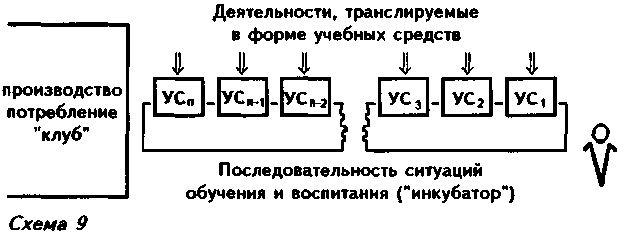 Деятельности, транслируемые
в форме учебных средств
производство
потребление
"клуб"
УСп УСп-1 УСп-2 УС3 УС2 УС1
Последовательность ситуаций
обучения и воспитания ("инкубатор")
Схема 9